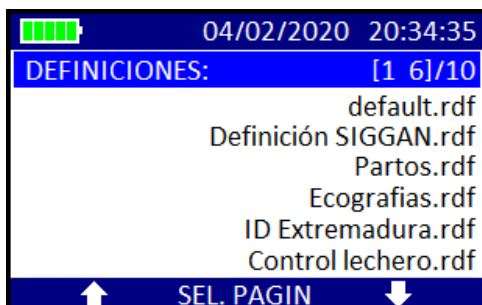 04/02/2020 20:34:35
DEFINICIONES: [1 6]/10
default.rdf
Definición SIGGAN.rdf
Partos.rdf
Ecografias.rdf
ID Extremadura.rdf
Control lechero.rdf
SEL. PAGIN